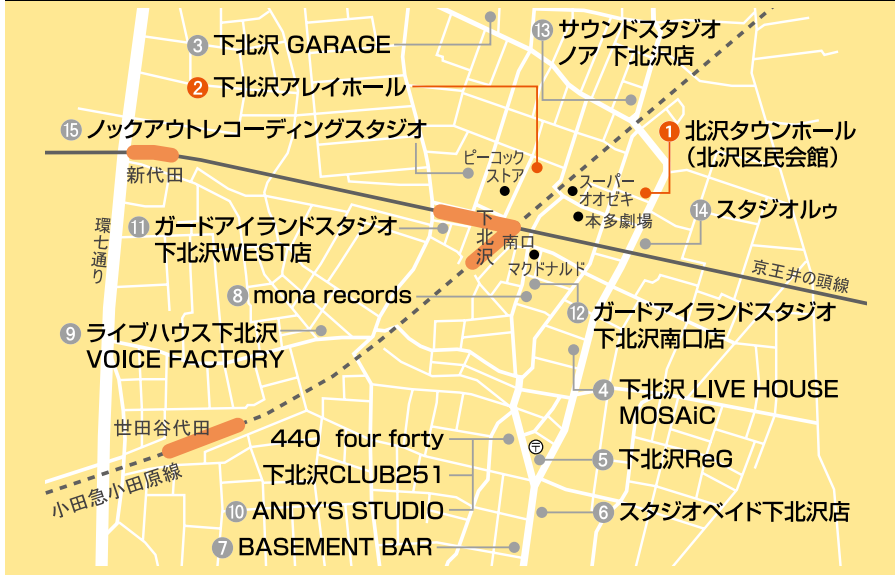 ③ 下北沢 GARAGE
⑬ サウンドスタジオ
ノア 下北沢店
② 下北沢アレイホール
⑮ ノックアウトレコーディングスタジオ
① 北沢タウンホール
（北沢区民会館）
ピーコック
ストア
新代田
スーパー
オオゼキ
本多劇場
⑭ スタジオルゥ
環七通り
⑪ ガードアイランドスタジオ
下北沢WEST店
下北沢
南口
マクドナルド
京王井の頭線
⑧ mona records
⑫ ガードアイランドスタジオ
下北沢南口店
⑨ ライブハウス下北沢
VOICE FACTORY
④ 下北沢 LIVE HOUSE
MOSAiC
世田谷代田
小田急小田原線
440 four forty
下北沢CLUB251
⑩ ANDY'S STUDIO
〒
⑤ 下北沢ReG
⑥ スタジオベイド下北沢店
⑦ BASEMENT BAR